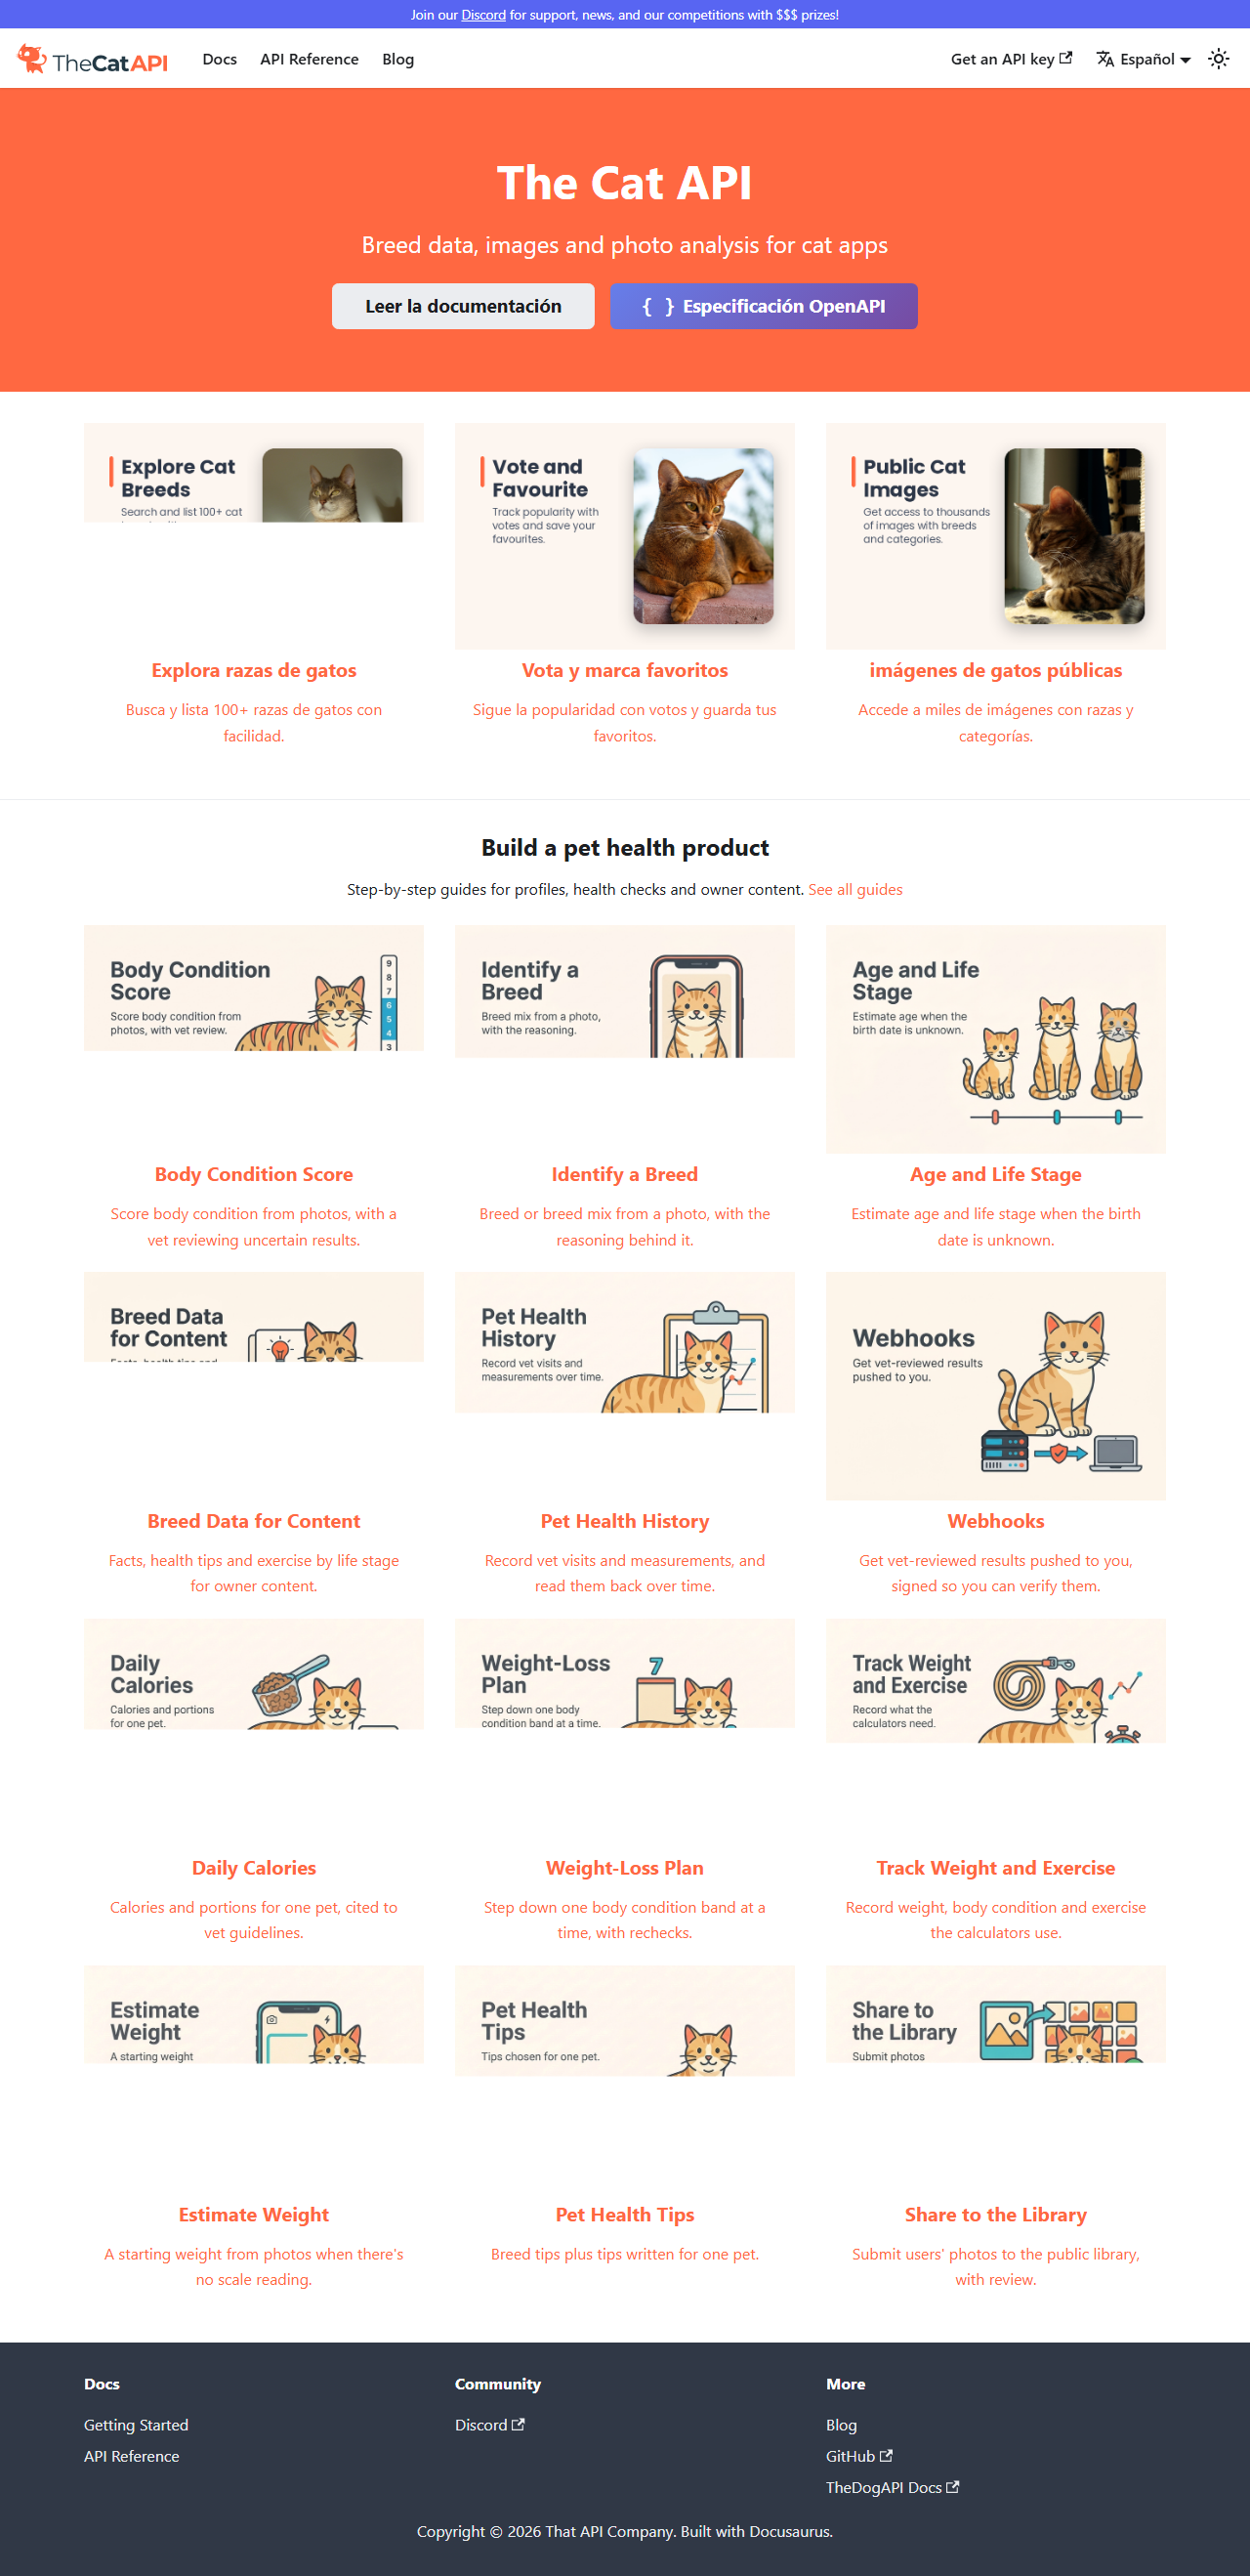 Join our Discord for support, news, and our competitions with $$$ prizes!
TheCatAPI
Docs
API Reference
Blog
Get an API key
Español
The Cat API
Breed data, images and photo analysis for cat apps
Leer la documentación
{ } Especificación OpenAPI
Explore Cat
Breeds
Search and list 100+ cat
Vote and
Favourite
Track popularity with
votes and save your
favourites.
Public Cat
Images
Get access to thousands
of images with breeds
and categories.
Explora razas de gatos
Busca y lista 100+ razas de gatos con
facilidad.
Vota y marca favoritos
Sigue la popularidad con votos y guarda tus
favoritos.
imágenes de gatos públicas
Accede a miles de imágenes con razas y
categorías.
Build a pet health product
Step-by-step guides for profiles, health checks and owner content. See all guides
Body Condition
Score
Score body condition from
photos, with vet review.
9
8
7
6
5
4
3
Identify a
Breed
Breed mix from a photo,
with the reasoning.
Age and Life
Stage
Estimate age when the
birth date is unknown.
Body Condition Score
Score body condition from photos, with a
vet reviewing uncertain results.
Identify a Breed
Breed or breed mix from a photo, with the
reasoning behind it.
Age and Life Stage
Estimate age and life stage when the birth
date is unknown.
Breed Data
for Content
Pet Health
History
Record vet visits and
measurements over time.
Webhooks
Get vet-reviewed results
pushed to you.
Breed Data for Content
Facts, health tips and exercise by life stage
for owner content.
Pet Health History
Record vet visits and measurements, and
read them back over time.
Webhooks
Get vet-reviewed results pushed to you,
signed so you can verify them.
Daily
Calories
Calories and portions
for one pet.
Weight-Loss
Plan
Step down one body
condition band at a time.
7
Track Weight
and Exercise
Record what the
calculators need.
Daily Calories
Calories and portions for one pet, cited to
vet guidelines.
Weight-Loss Plan
Step down one body condition band at a
time, with rechecks.
Track Weight and Exercise
Record weight, body condition and exercise
the calculators use.
Estimate
Weight
A starting weight
Pet Health
Tips
Tips chosen for one pet.
Share to
the Library
Submit photos
Estimate Weight
A starting weight from photos when there's
no scale reading.
Pet Health Tips
Breed tips plus tips written for one pet.
Share to the Library
Submit users' photos to the public library,
with review.
Docs
Getting Started
API Reference
Community
Discord
More
Blog
GitHub
TheDogAPI Docs
Copyright © 2026 That API Company. Built with Docusaurus.